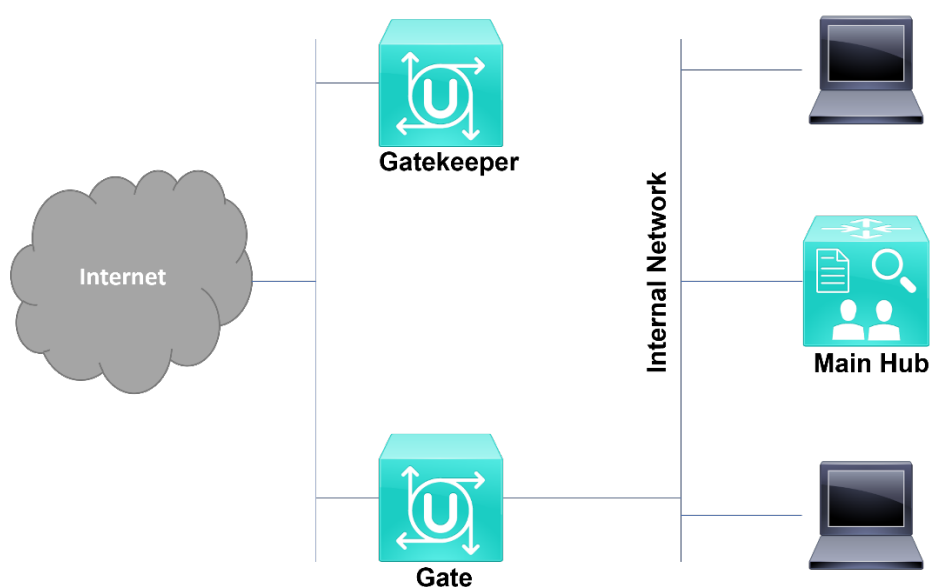 U
Gatekeeper
Internet
Internal Network
Main Hub
U
Gate